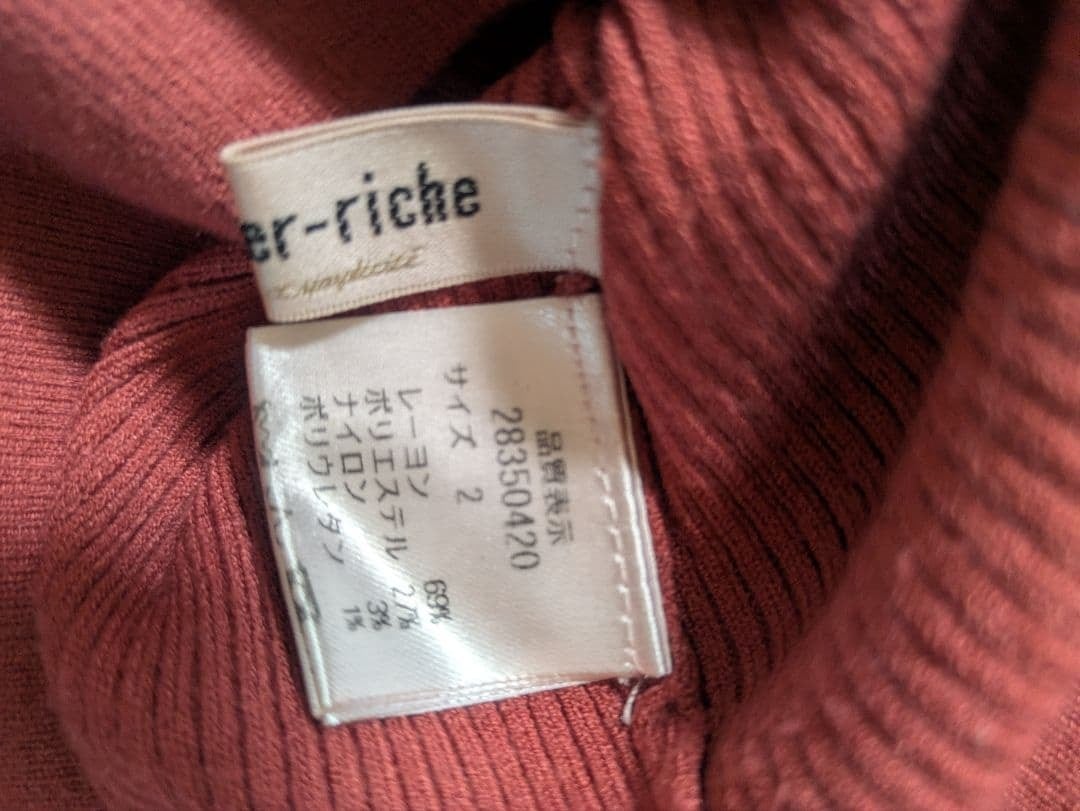 er-riche
simplicité
品質表示
28350420
サイズ 2
レーヨン 69%
ポリエステル 27%
ナイロン 3%
ポリウレタン 1%